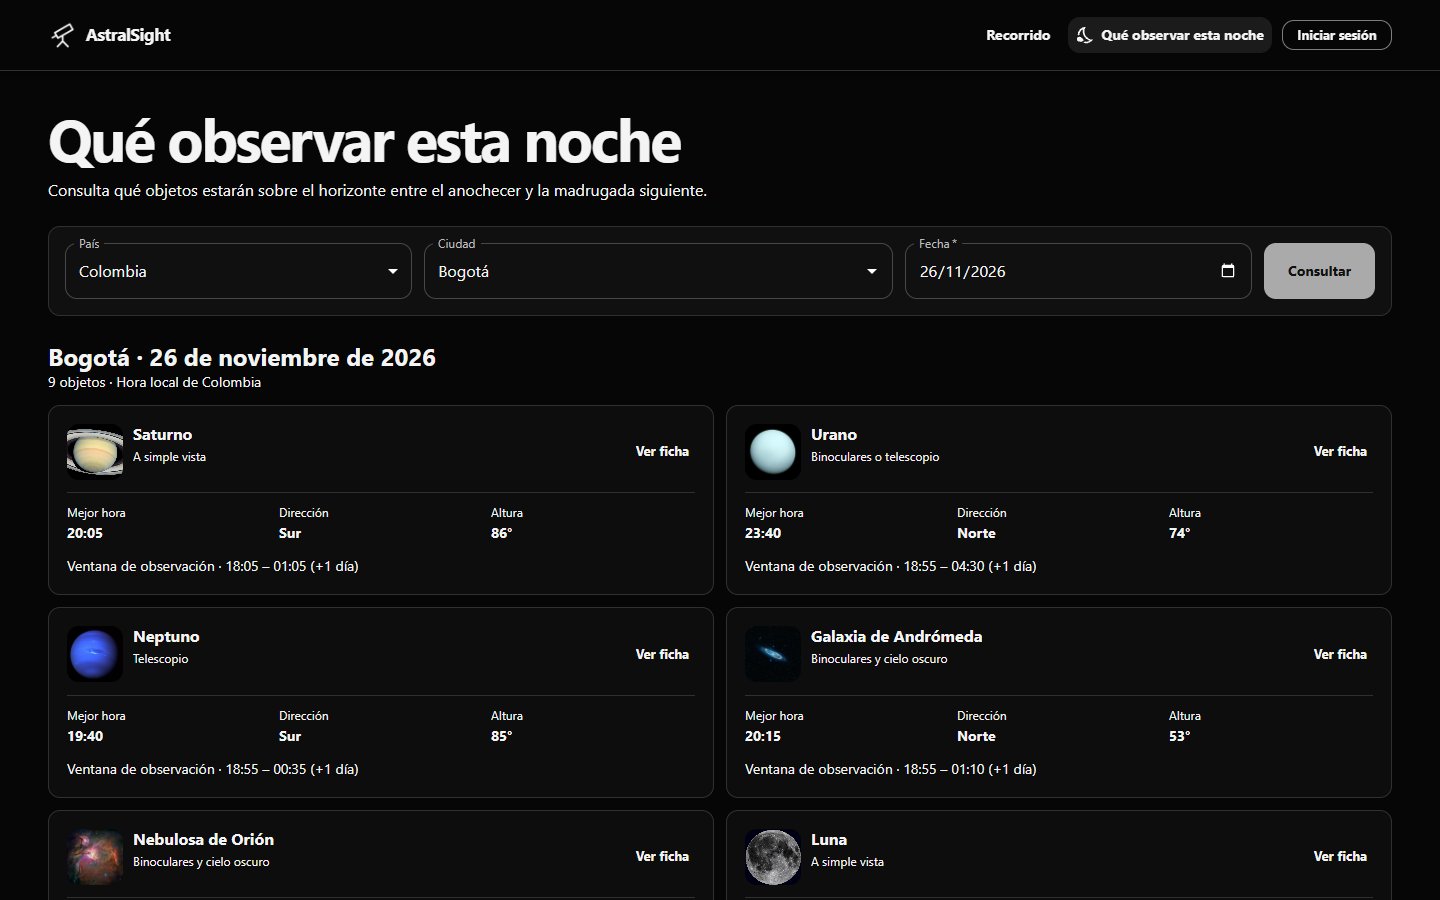 AstralSight
Recorrido
Qué observar esta noche
Iniciar sesión
Qué observar esta noche
Consulta qué objetos estarán sobre el horizonte entre el anochecer y la madrugada siguiente.
País
Colombia
Ciudad
Bogotá
Fecha *
26/11/2026
Consultar
Bogotá · 26 de noviembre de 2026
9 objetos · Hora local de Colombia
Saturno
A simple vista
Ver ficha
Mejor hora
20:05
Dirección
Sur
Altura
86°
Ventana de observación · 18:05 – 01:05 (+1 día)
Urano
Binoculares o telescopio
Ver ficha
Mejor hora
23:40
Dirección
Norte
Altura
74°
Ventana de observación · 18:55 – 04:30 (+1 día)
Neptuno
Telescopio
Ver ficha
Mejor hora
19:40
Dirección
Sur
Altura
85°
Ventana de observación · 18:55 – 00:35 (+1 día)
Galaxia de Andrómeda
Binoculares y cielo oscuro
Ver ficha
Mejor hora
20:15
Dirección
Norte
Altura
53°
Ventana de observación · 18:55 – 01:10 (+1 día)
Nebulosa de Orión
Binoculares y cielo oscuro
Ver ficha
Luna
A simple vista
Ver ficha